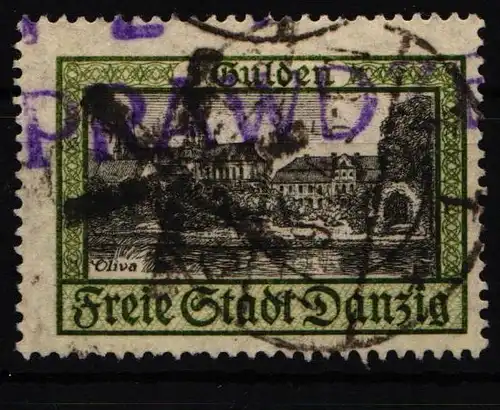 Gulden
PRAWD
Oliva
Freie Stadt Danzig